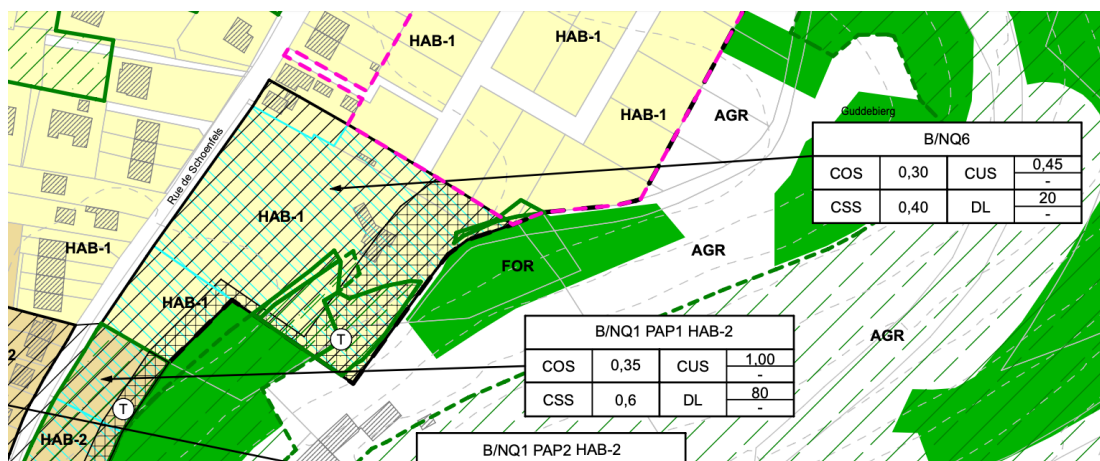 HAB-1
HAB-1
HAB-1
AGR
Guddebierg
B/NQ6
COS 0,30 CUS 0,45
-
CSS 0,40 DL 20
-
Rue de Schoenfels
HAB-1
HAB-1
HAB-1
FOR
AGR
AGR
T
B/NQ1 PAP1 HAB-2
COS 0,35 CUS 1,00
-
CSS 0,6 DL 80
-
2
T
HAB-2
B/NQ1 PAP2 HAB-2